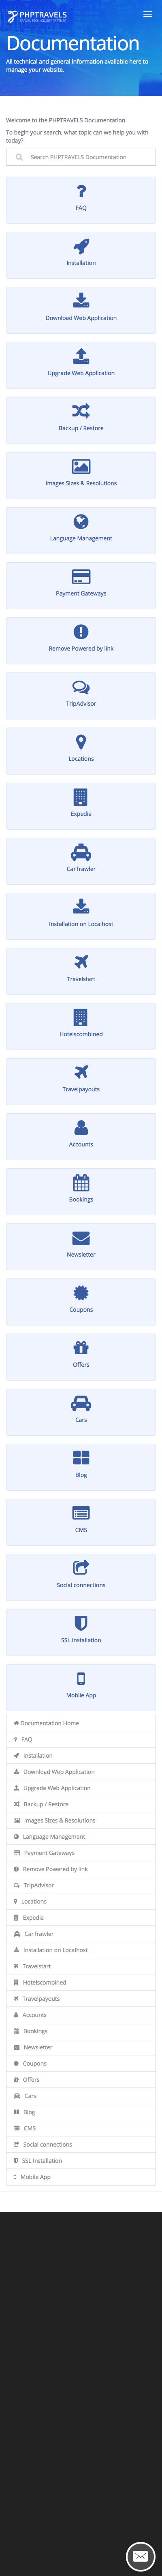 PHPTRAVELS
TRAVEL TECHNOLOGY PARTNER
Documentation
All technical and general information available here to
manage your website.
Welcome to the PHPTRAVELS Documentation.
To begin your search, what topic can we help you with
today?
Search PHPTRAVELS Documentation
FAQ
Installation
Download Web Application
Upgrade Web Application
Backup / Restore
Images Sizes & Resolutions
Language Management
Payment Gateways
Remove Powered by link
TripAdvisor
Locations
Expedia
CarTrawler
Installation on Localhost
Travelstart
Hotelscombined
Travelpayouts
Accounts
Bookings
Newsletter
Coupons
Offers
Cars
Blog
CMS
Social connections
SSL Installation
Mobile App
Documentation Home
FAQ
Installation
Download Web Application
Upgrade Web Application
Backup / Restore
Images Sizes & Resolutions
Language Management
Payment Gateways
Remove Powered by link
TripAdvisor
Locations
Expedia
CarTrawler
Installation on Localhost
Travelstart
Hotelscombined
Travelpayouts
Accounts
Bookings
Newsletter
Coupons
Offers
Cars
Blog
CMS
Social connections
SSL Installation
Mobile App